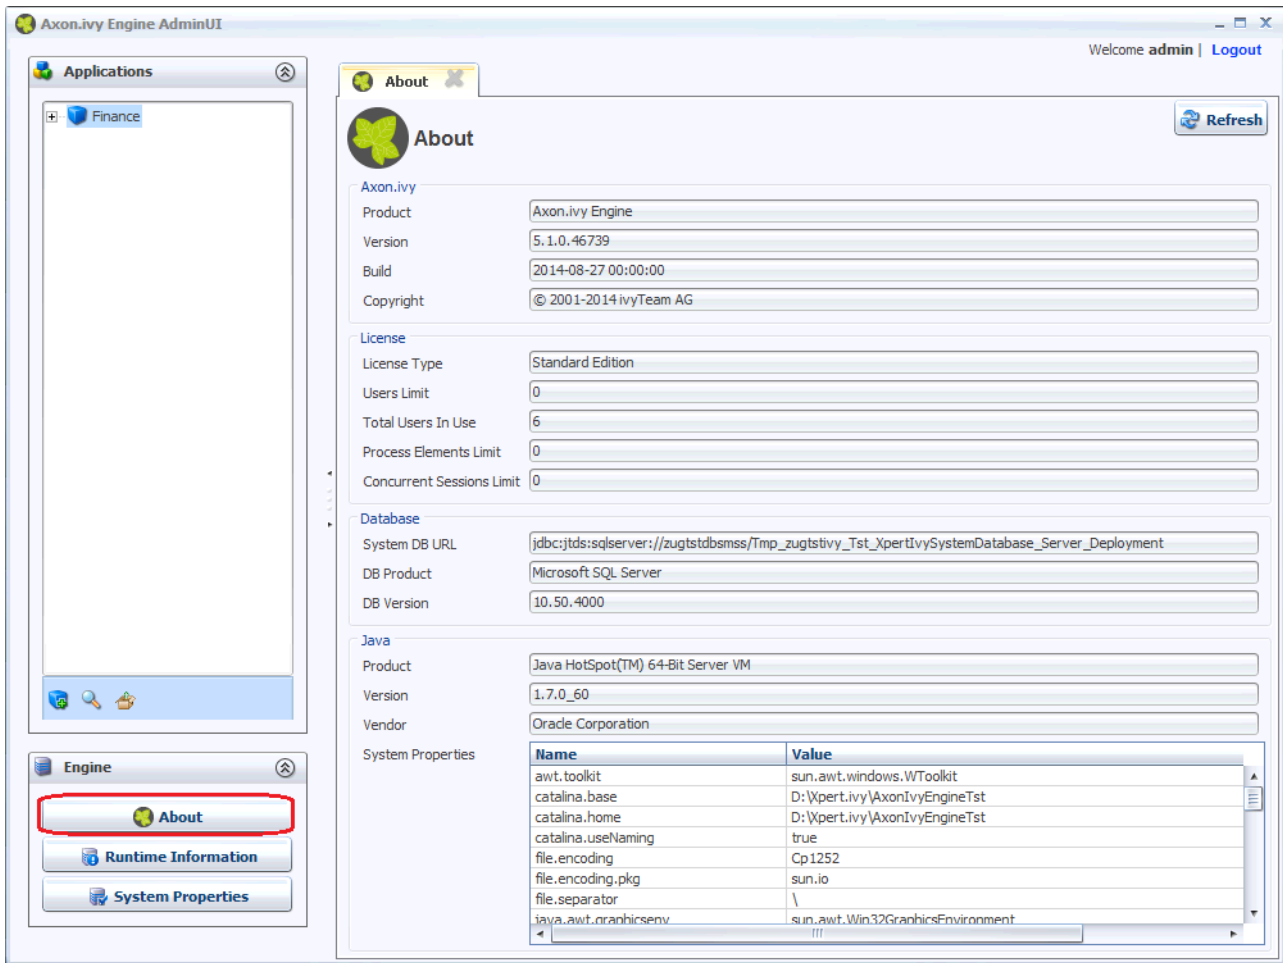 Axon.ivy Engine AdminUI
Welcome admin | Logout
Applications
Finance
Engine
About
Runtime Information
System Properties
About
About
Refresh
Axon.ivy
Product Axon.ivy Engine
Version 5.1.0.46739
Build 2014-08-27 00:00:00
Copyright © 2001-2014 ivyTeam AG
License
License Type Standard Edition
Users Limit 0
Total Users In Use 6
Process Elements Limit 0
Concurrent Sessions Limit 0
Database
System DB URL jdbc:jtds:sqlserver://zugtstdbsmss/Tmp_zugtstivy_Tst_XpertIvySystemDatabase_Server_Deployment
DB Product Microsoft SQL Server
DB Version 10.50.4000
Java
Product Java HotSpot(TM) 64-Bit Server VM
Version 1.7.0_60
Vendor Oracle Corporation
System Properties Name Value
awt.toolkit sun.awt.windows.WToolkit
catalina.base D:\Xpert.ivy\AxonIvyEngineTst
catalina.home D:\Xpert.ivy\AxonIvyEngineTst
catalina.useNaming true
file.encoding Cp1252
file.encoding.pkg sun.io
file.separator \
java.awt.graphicsenv sun.awt.Win32GraphicsEnvironment